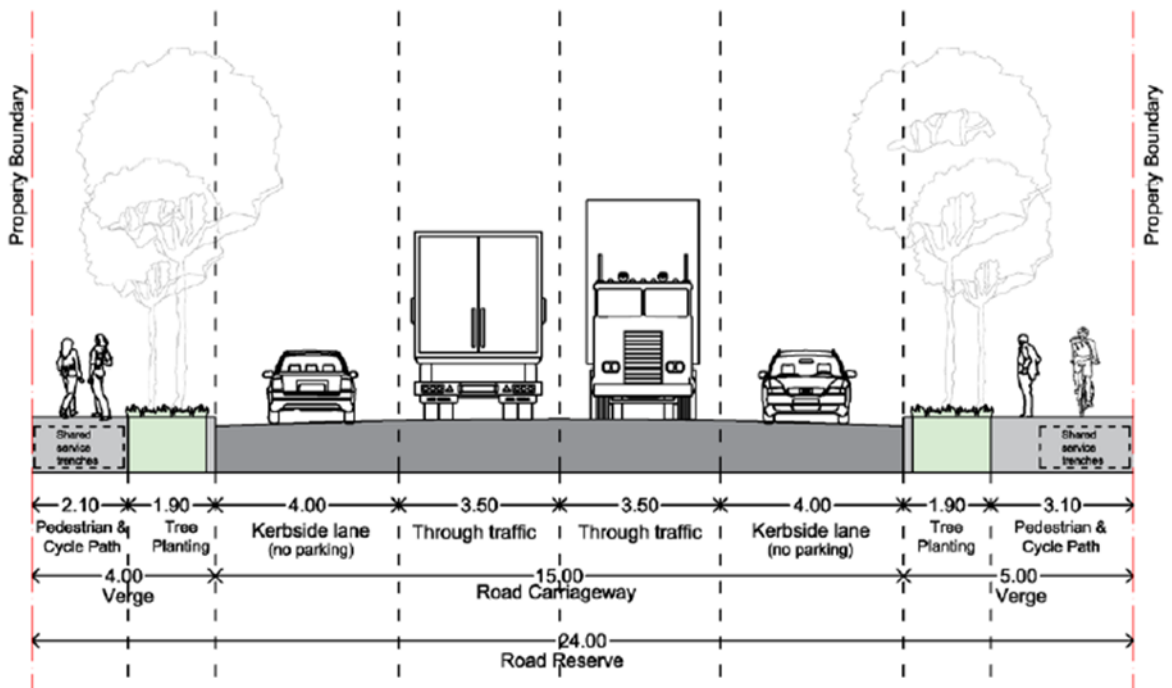 Property Boundary
Property Boundary
Shared
service
trenches
Shared
service
trenches
2.10
1.90
4.00
3.50
3.50
4.00
1.90
3.10
Pedestrian &
Cycle Path
Tree
Planting
Kerbside lane
(no parking)
Through traffic
Through traffic
Kerbside lane
(no parking)
Tree
Planting
Pedestrian &
Cycle Path
4.00
Verge
15.00
Road Carriageway
5.00
Verge
24.00
Road Reserve